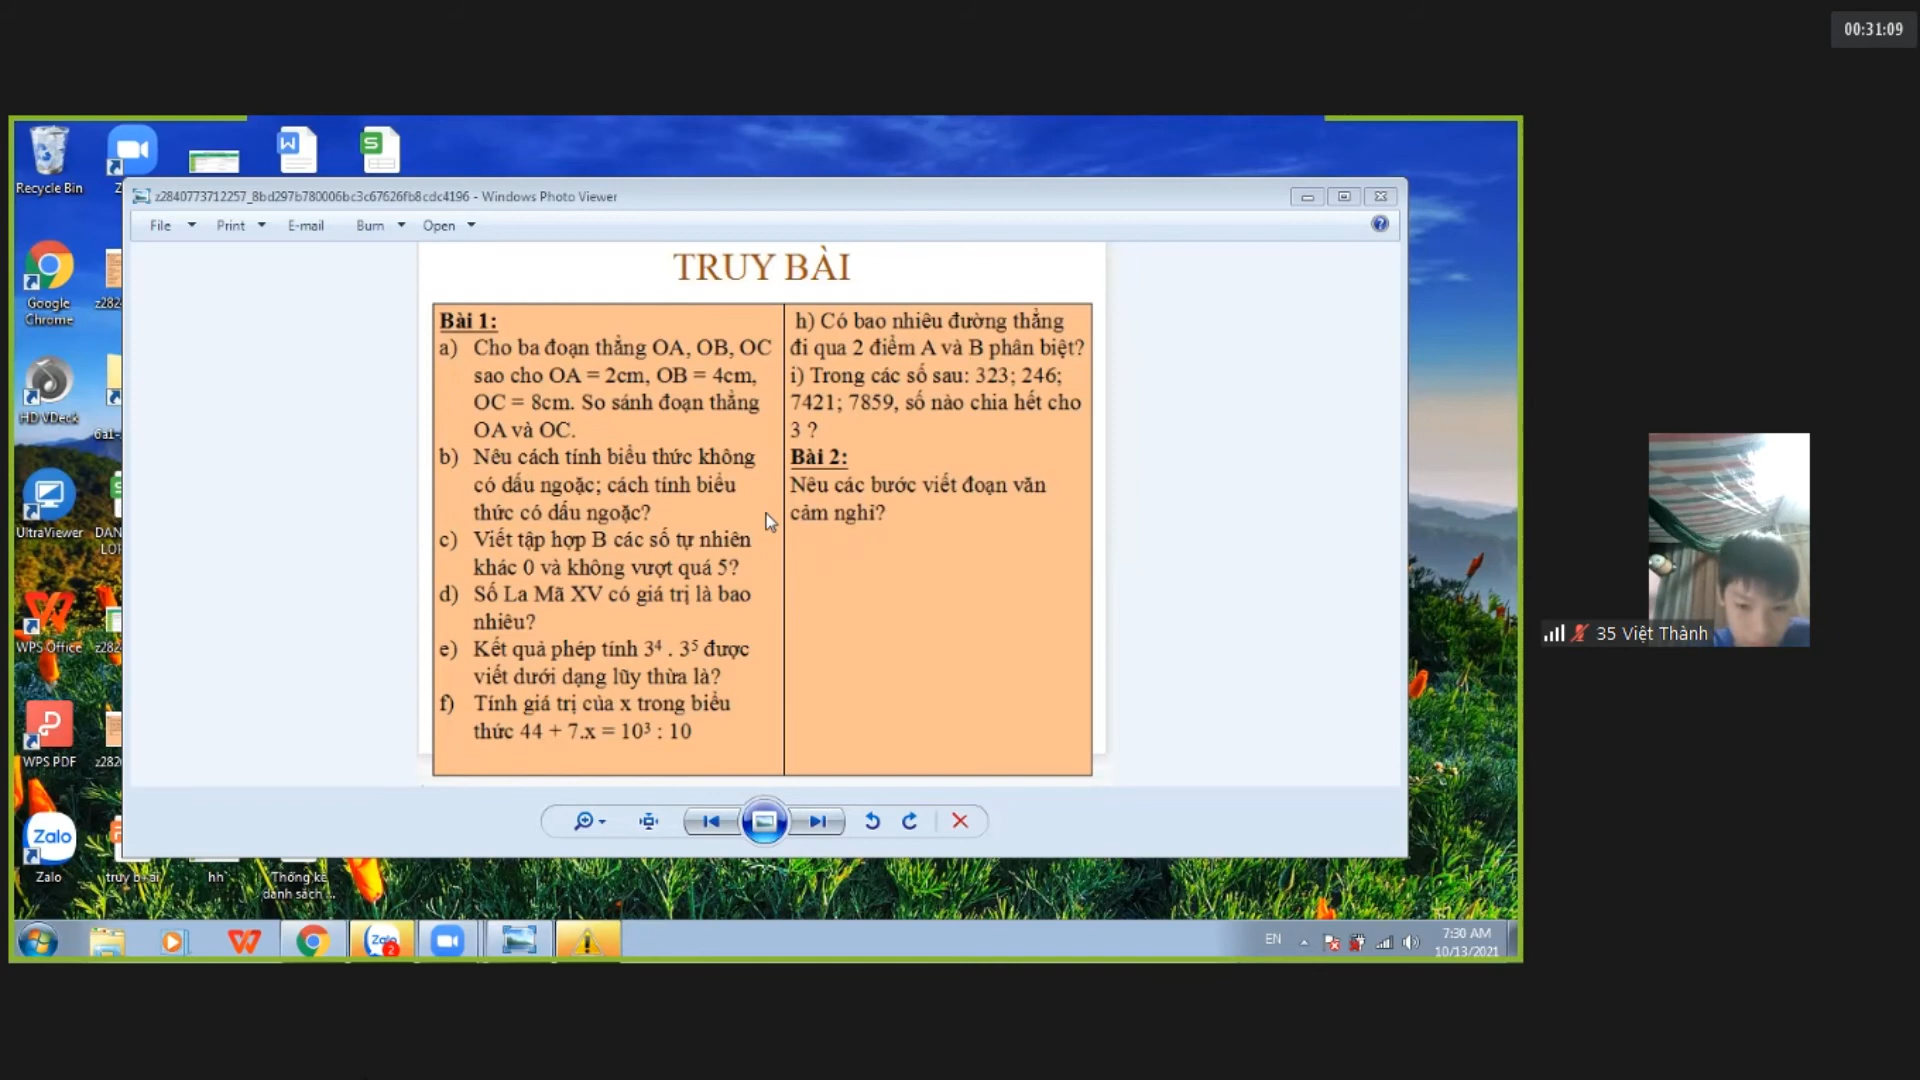 00:31:09
Recycle Bin
z2840773712257_8bd297b780006bc3c67626fb8cdc4196 - Windows Photo Viewer
File Print E-mail Burn Open
TRUY BÀI
Bài 1:
a) Cho ba đoạn thẳng OA, OB, OC
sao cho OA = 2cm, OB = 4cm,
OC = 8cm. So sánh đoạn thẳng
OA và OC.
b) Nêu cách tính biểu thức không
có dấu ngoặc; cách tính biểu
thức có dấu ngoặc?
c) Viết tập hợp B các số tự nhiên
khác 0 và không vượt quá 5?
d) Số La Mã XV có giá trị là bao
nhiêu?
e) Kết quả phép tính 3⁴ . 3⁵ được
viết dưới dạng lũy thừa là?
f) Tính giá trị của x trong biểu
thức 44 + 7.x = 10³ : 10
h) Có bao nhiêu đường thẳng
đi qua 2 điểm A và B phân biệt?
i) Trong các số sau: 323; 246;
7421; 7859, số nào chia hết cho
3 ?
Bài 2:
Nêu các bước viết đoạn văn
cảm nghỉ?
Google
Chrome
z282
HD VDeck
6a1-
UltraViewer
DAN
WPS Office
z282
WPS PDF
z282
Zalo
hh
Thống kê
danh sách ...
35 Việt Thành
EN
7:30 AM
10/13/2021